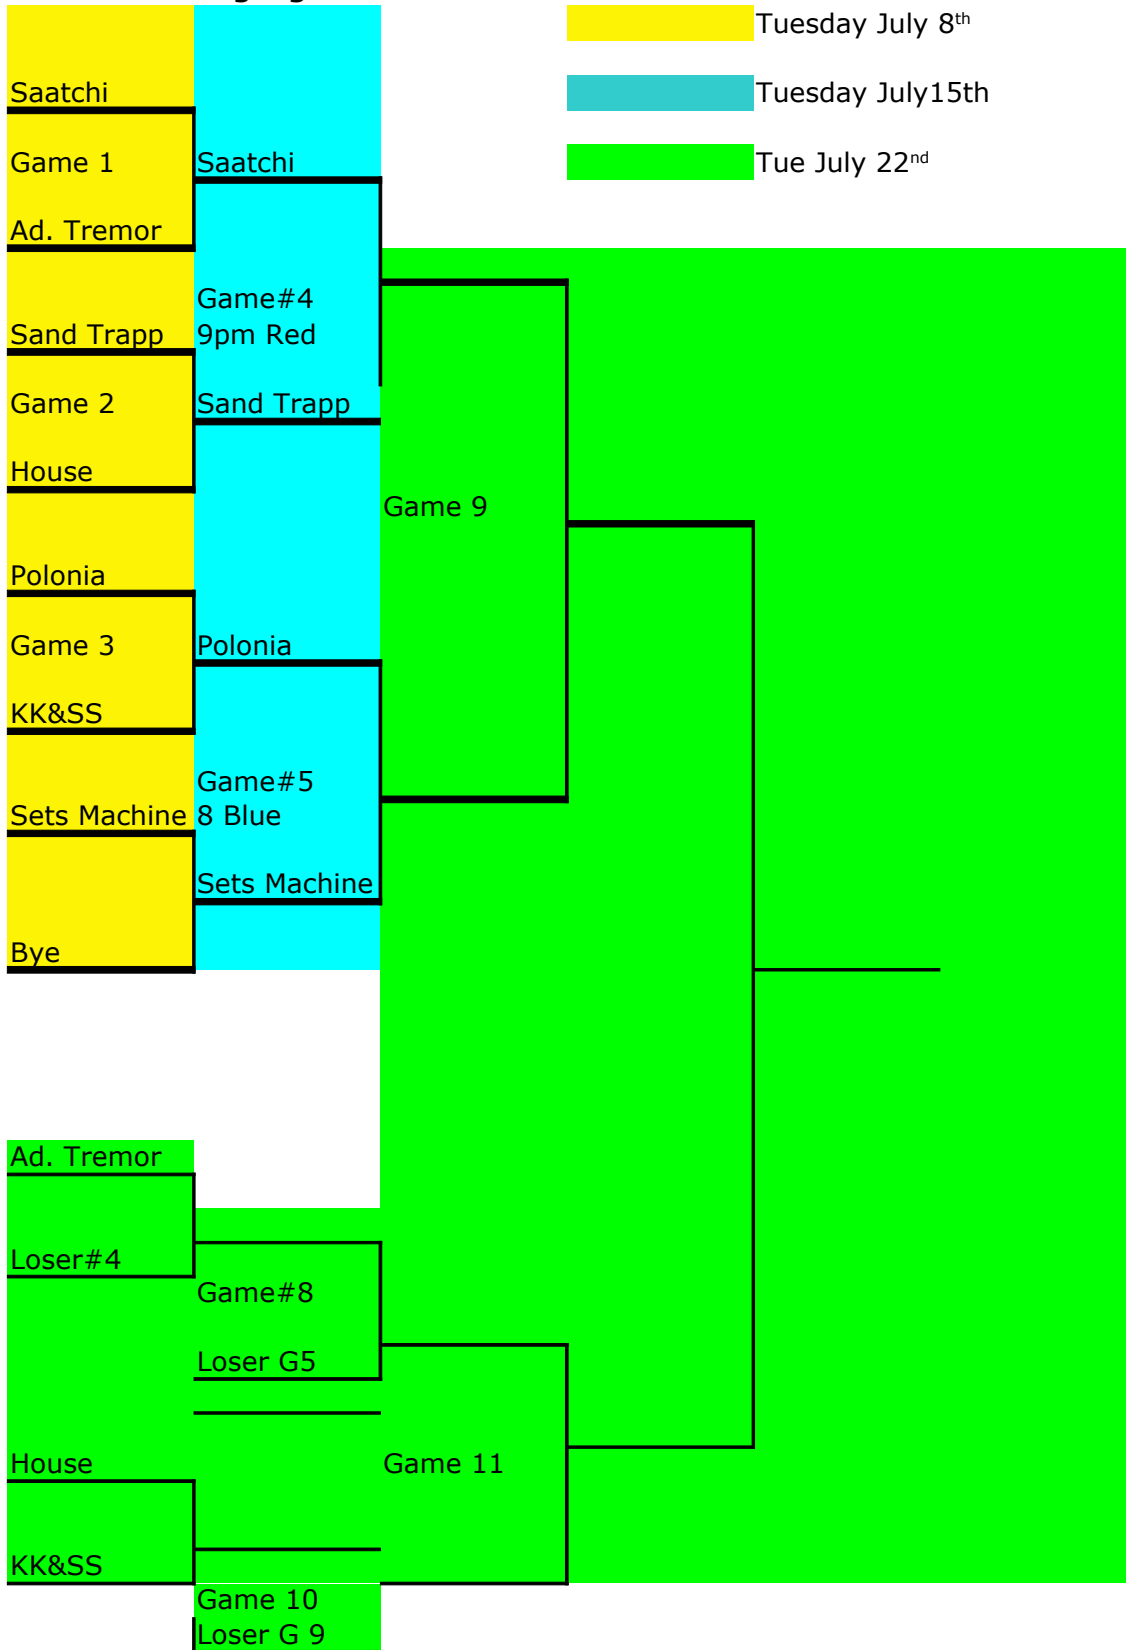 Tuesday July 8th
Saatchi
Tuesday July15th
Game 1
Saatchi
Tue July 22nd
Ad. Tremor
Game#4
Sand Trapp
9pm Red
Game 2
Sand Trapp
House
Game 9
Polonia
Game 3
Polonia
KK&SS
Game#5
Sets Machine
8 Blue
Sets Machine
Bye
Ad. Tremor
Loser#4
Game#8
Loser G5
House
Game 11
KK&SS
Game 10
Loser G 9